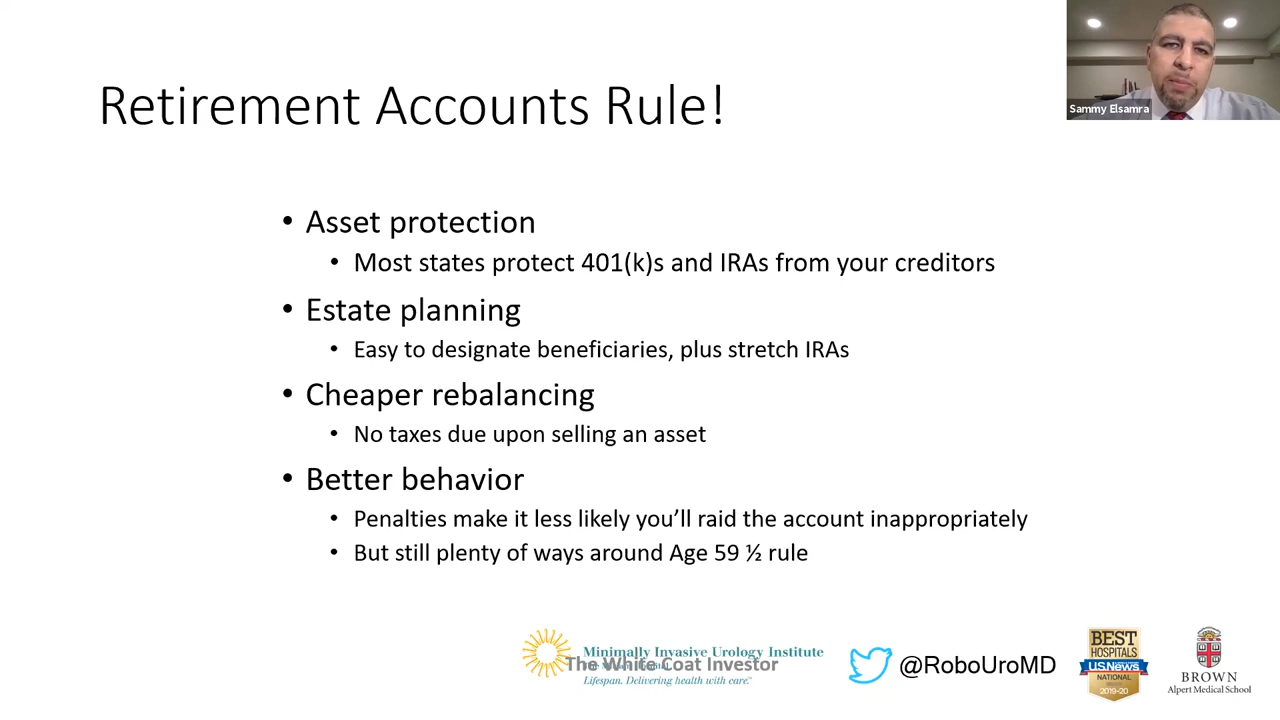 Sammy Elsamra
Retirement Accounts Rule!
• Asset protection
• Most states protect 401(k)s and IRAs from your creditors
• Estate planning
• Easy to designate beneficiaries, plus stretch IRAs
• Cheaper rebalancing
• No taxes due upon selling an asset
• Better behavior
• Penalties make it less likely you'll raid the account inappropriately
• But still plenty of ways around Age 59 ½ rule
Minimally Invasive Urology Institute
The White Coat Investor
Lifespan. Delivering health with care.
@RoboUroMD
BEST
HOSPITALS
U.S.News
NATIONAL
2019-20
BROWN
Alpert Medical School